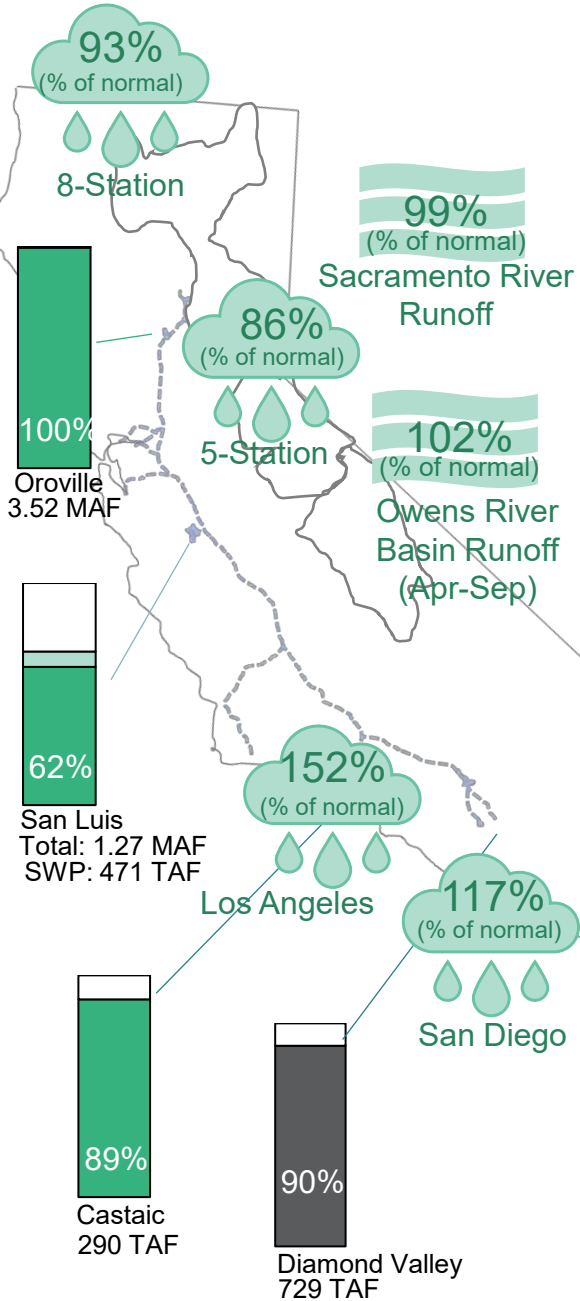 93%
(% of normal)
8-Station
99%
(% of normal)
Sacramento River
Runoff
86%
(% of normal)
5-Station
100%
Oroville
3.52 MAF
102%
(% of normal)
Owens River
Basin Runoff
(Apr-Sep)
62%
San Luis
Total: 1.27 MAF
SWP: 471 TAF
152%
(% of normal)
Los Angeles
117%
(% of normal)
San Diego
89%
Castaic
290 TAF
90%
Diamond Valley
729 TAF